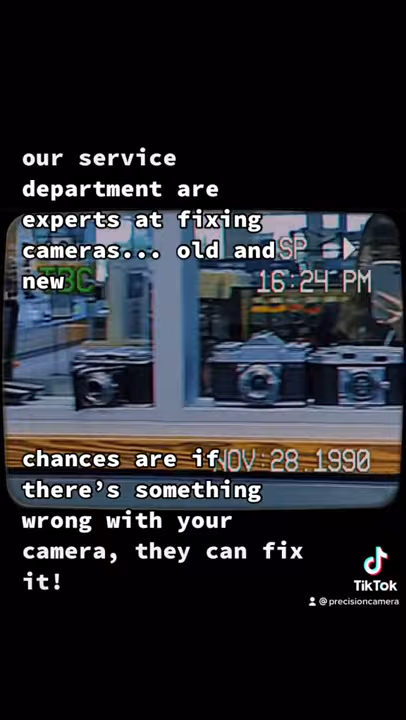 our service
department are
experts at fixing
cameras... old and
new
SP
TBC
16:24 PM
chances are if
NOV.28.1990
there's something
wrong with your
camera, they can fix
it!
TikTok
@precisioncamera